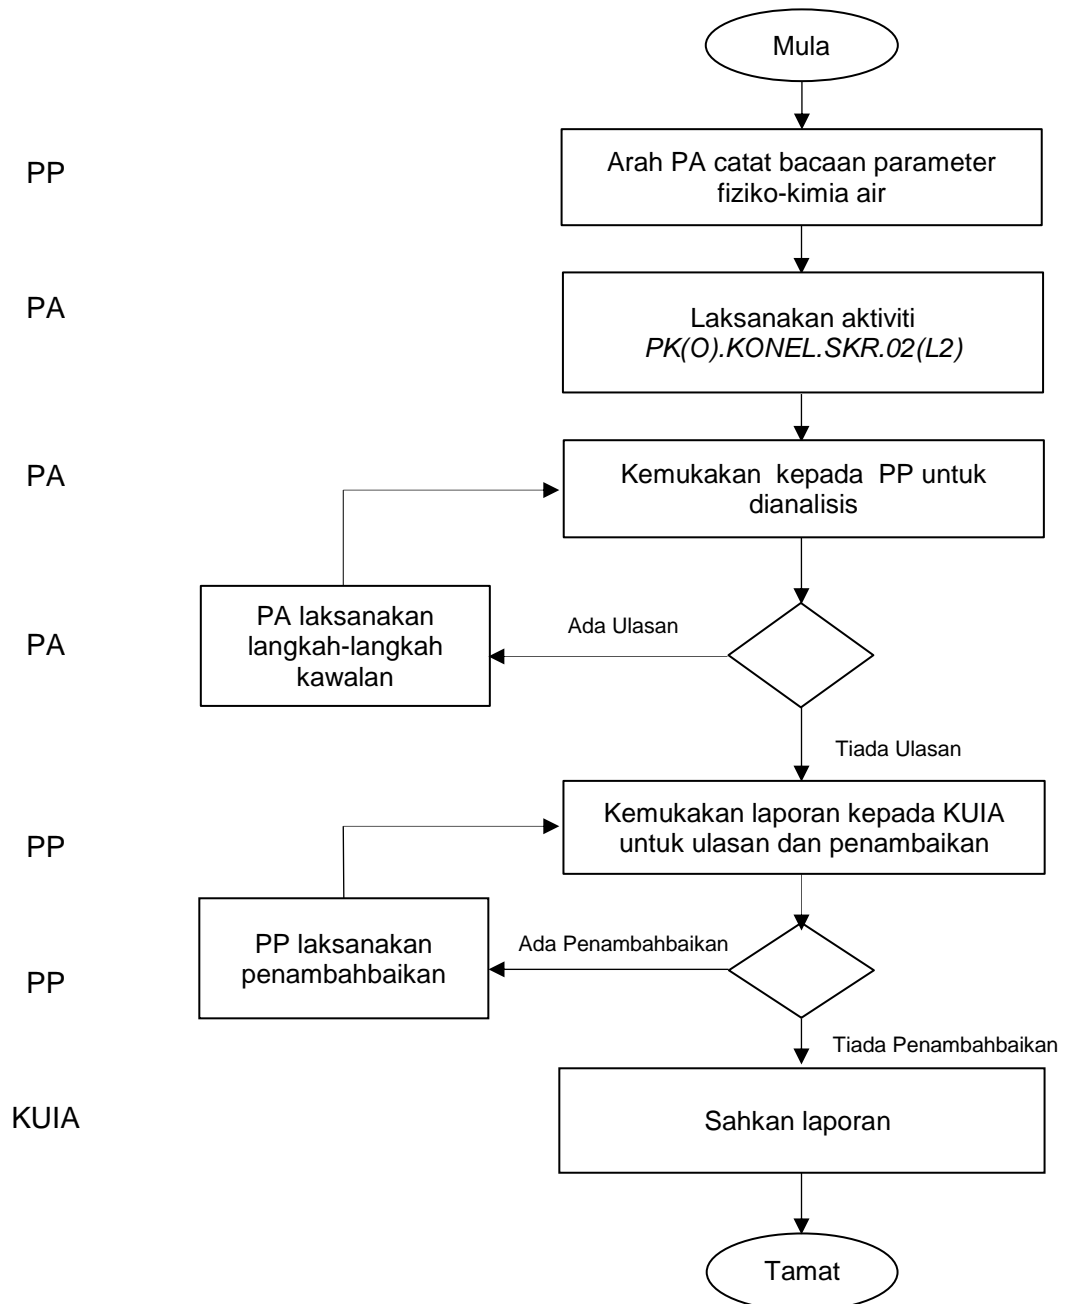 Mula
PP
Arah PA catat bacaan parameter
fiziko-kimia air
PA
Laksanakan aktiviti
PK(O).KONEL.SKR.02(L2)
PA
Kemukakan kepada PP untuk
dianalisis
PA
PA laksanakan
langkah-langkah
kawalan
Ada Ulasan
Tiada Ulasan
PP
Kemukakan laporan kepada KUIA
untuk ulasan dan penambaikan
PP
PP laksanakan
penambahbaikan
Ada Penambahbaikan
Tiada Penambahbaikan
KUIA
Sahkan laporan
Tamat